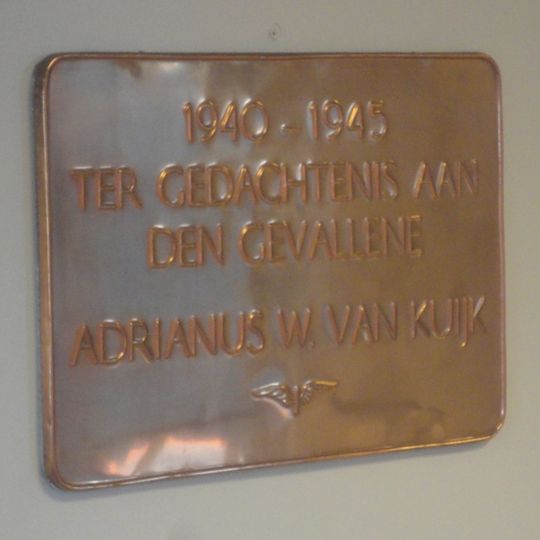 1940 - 1945
TER GEDACHTENIS AAN
DEN GEVALLENE
ADRIANUS W. VAN KUIJK